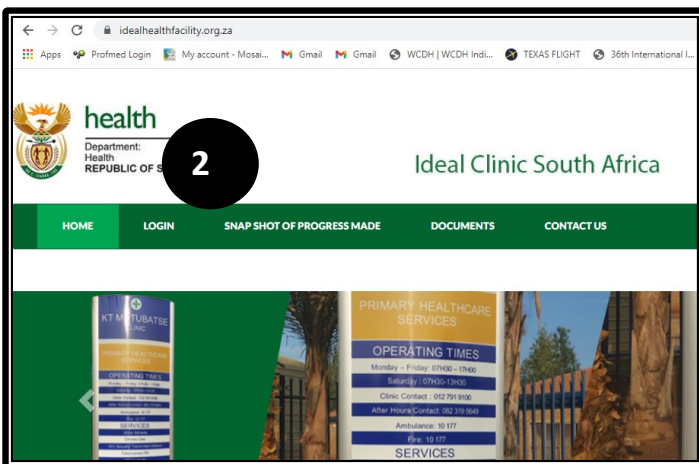 idealhealthfacility.org.za
Apps Profmed Login My account - Mosai... Gmail Gmail WCDH | WCDH Indi... TEXAS FLIGHT 36th International I...
health
Department:
Health
REPUBLIC OF S
2
Ideal Clinic South Africa
HOME LOGIN SNAP SHOT OF PROGRESS MADE DOCUMENTS CONTACT US
KT M TUBATSE
CLINIC
PRIMARY HEALTHCARE
SERVICES
OPERATING TIMES
SERVICES
PRIMARY HEALTHCARE
SERVICES
OPERATING TIMES
Monday – Friday: 07H30 – 17H00
Saturday : 07H30-13H30
Clinic Contact : 012 791 9100
After Hours Contact: 082 319 5649
Ambulance: 10 177
Fire: 10 177
SERVICES